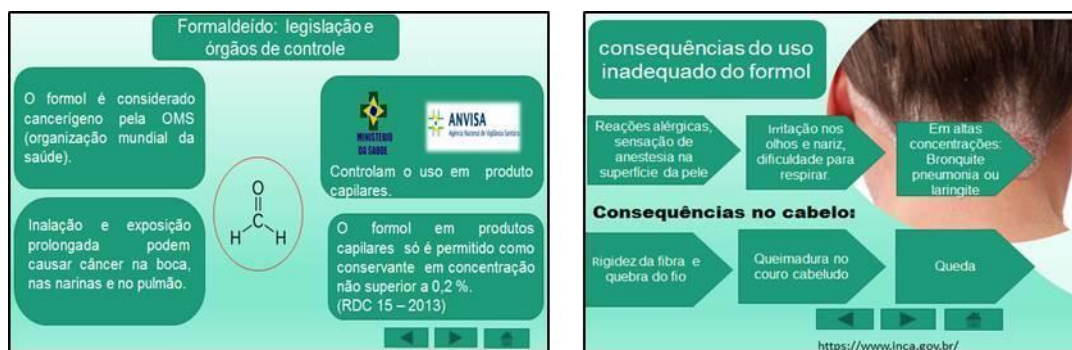 Formaldeído: legislação e
órgãos de controle
O formol é considerado
cancerígeno pela OMS
(organização mundial da
saúde).
Inalação e exposição
prolongada podem
causar câncer na boca,
nas narinas e no pulmão.
O
C
H H
MINISTÉRIO
DA SAÚDE
ANVISA
Agência Nacional de Vigilância Sanitária
Controlam o uso em produto
capilares.
O formol em produtos
capilares só é permitido como
conservante em concentração
não superior a 0,2 %.
(RDC 15 – 2013)
consequências do uso
inadequado do formol
Reações alérgicas,
sensação de
anestesia na
superfície da pele
Irritação nos
olhos e nariz,
dificuldade para
respirar.
Em altas
concentrações:
Bronquite
pneumonia ou
laringite
Consequências no cabelo:
Rigidez da fibra e
quebra do fio
Queimadura no
couro cabeludo
Queda
https://www.inca.gov.br/